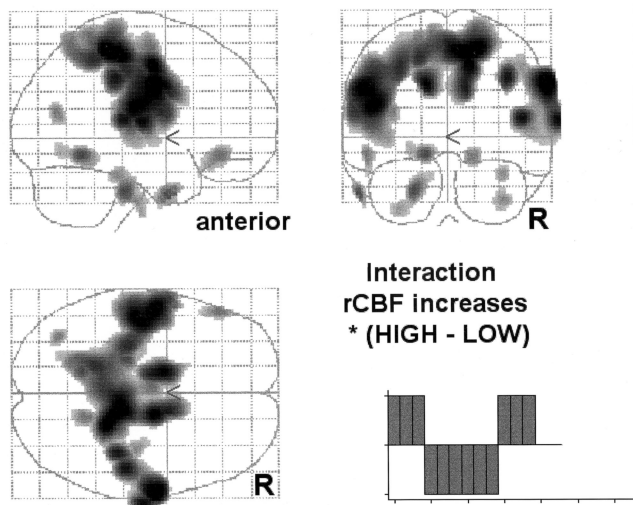 anterior
R
Interaction
rCBF increases
* (HIGH - LOW)
R